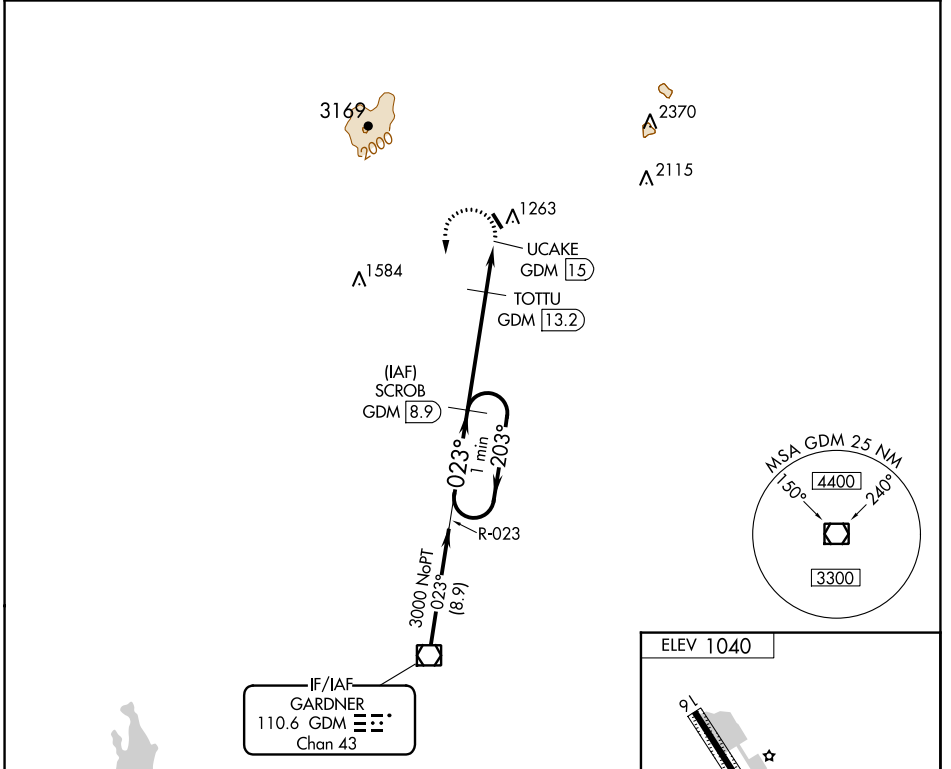 3169
2000
2370
2115
1263
UCAKE
GDM 15
1584
TOTTU
GDM 13.2
(IAF)
SCROB
GDM 8.9
023°
1 min
203°
R-023
3000 NoPT
023°
(8.9)
MSA GDM 25 NM
150°
4400
240°
3300
IF/IAF
GARDNER
110.6 GDM
Chan 43
ELEV 1040
16